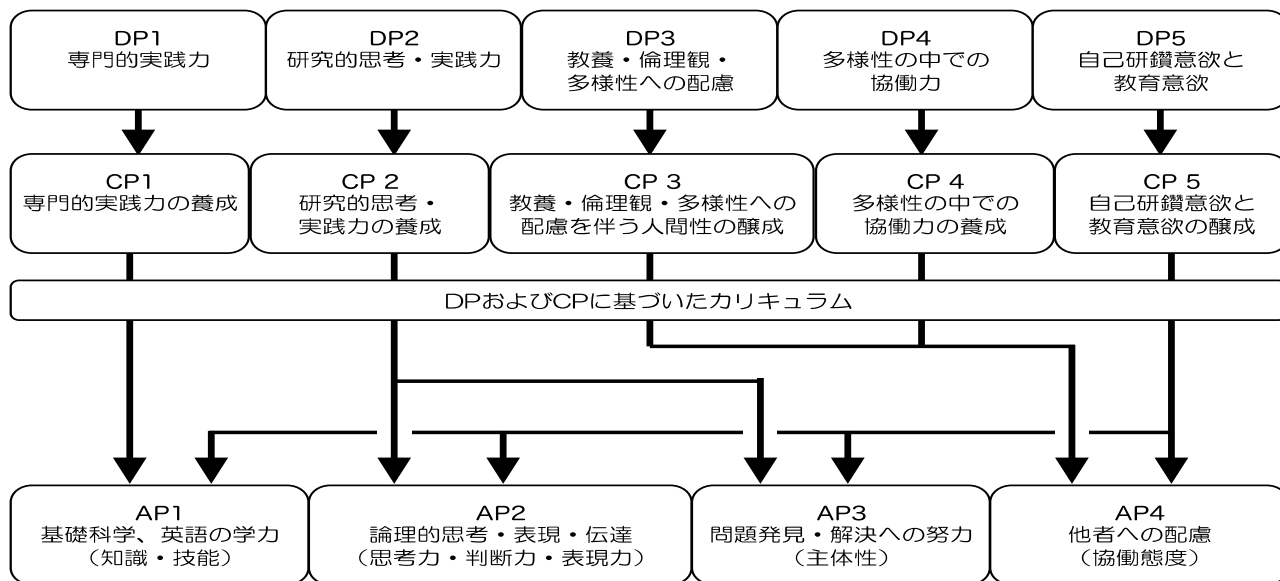 DP1
専門的実践力
DP2
研究的思考・実践力
DP3
教養・倫理観・
多様性への配慮
DP4
多様性の中での
協働力
DP5
自己研鑽意欲と
教育意欲
CP1
専門的実践力の養成
CP 2
研究的思考・
実践力の養成
CP 3
教養・倫理観・多様性への
配慮を伴う人間性の醸成
CP 4
多様性の中での
協働力の養成
CP 5
自己研鑽意欲と
教育意欲の醸成
DPおよびCPに基づいたカリキュラム
AP1
基礎科学、英語の学力
（知識・技能）
AP2
論理的思考・表現・伝達
（思考力・判断力・表現力）
AP3
問題発見・解決への努力
（主体性）
AP4
他者への配慮
（協働態度）